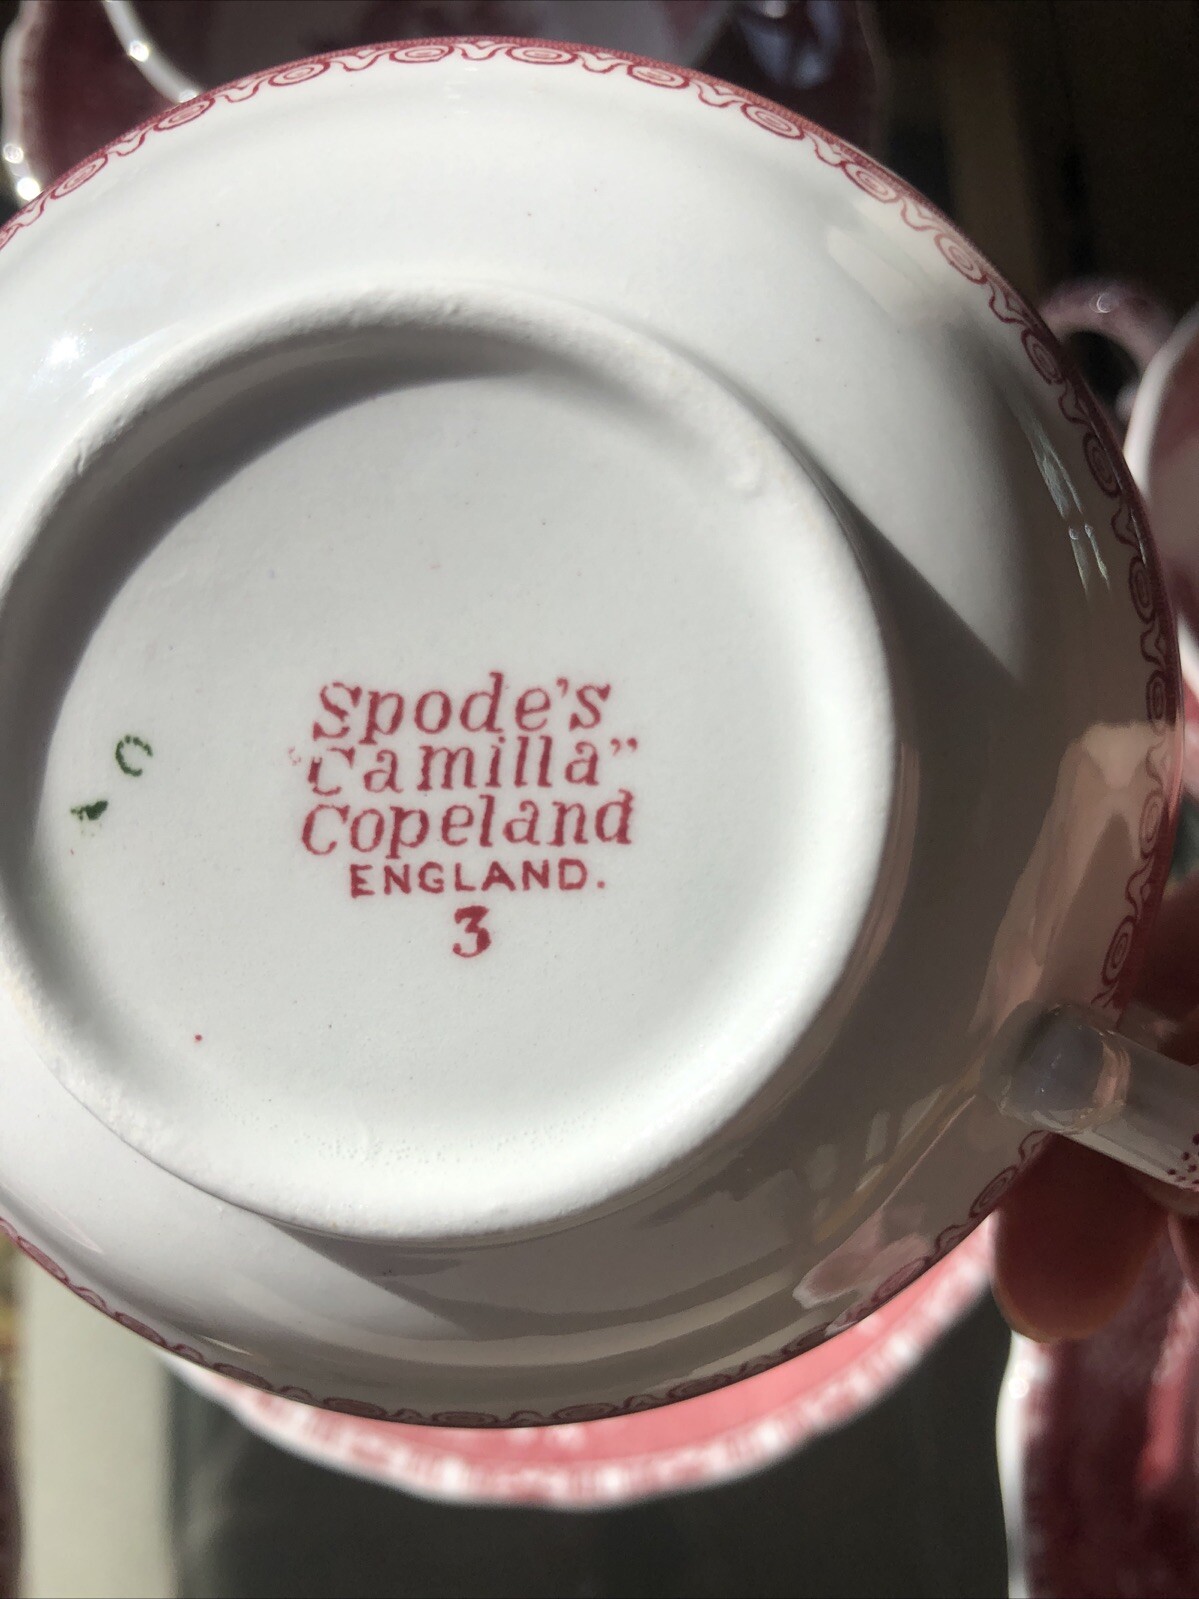 Spode's
"Camilla"
Copeland
ENGLAND.
3
C